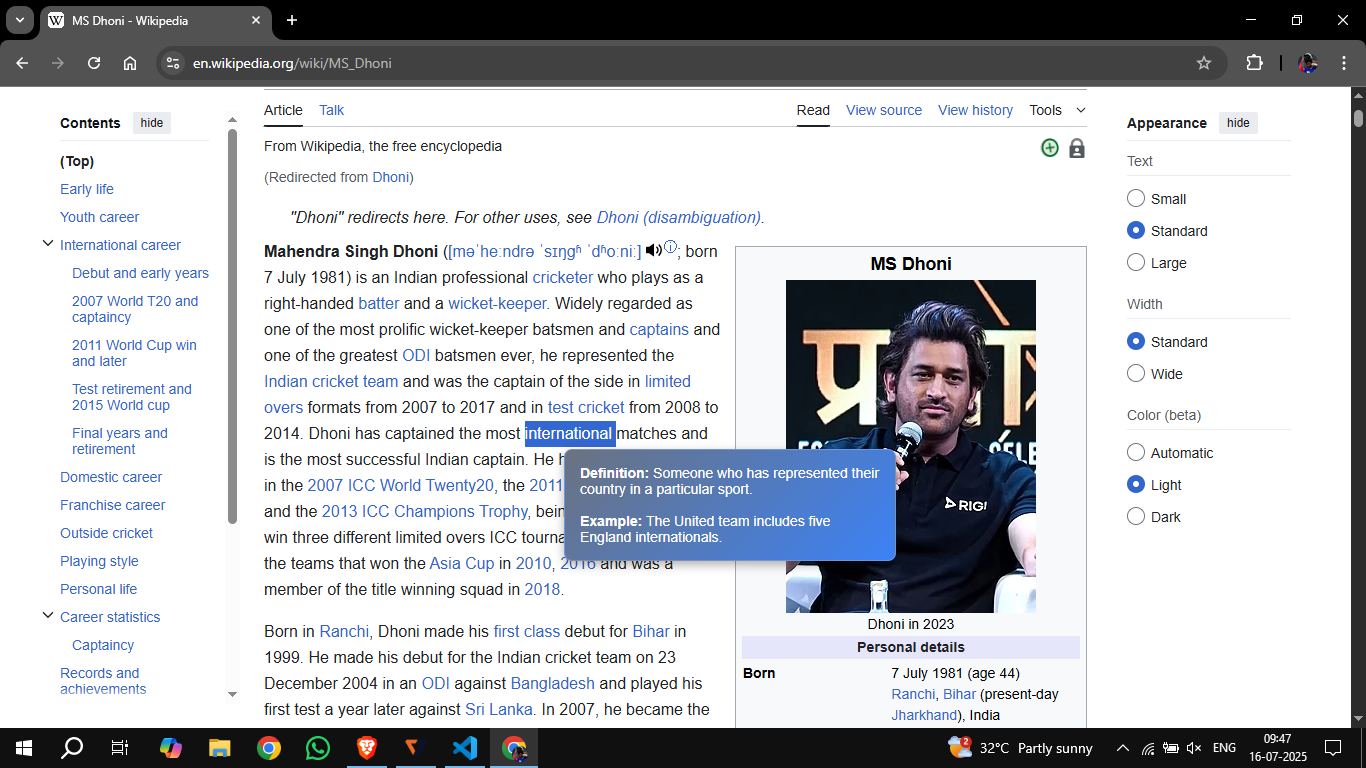 MS Dhoni - Wikipedia
en.wikipedia.org/wiki/MS_Dhoni
Contents hide
(Top)
Early life
Youth career
International career
Debut and early years
2007 World T20 and
captaincy
2011 World Cup win
and later
Test retirement and
2015 World cup
Final years and
retirement
Domestic career
Franchise career
Outside cricket
Playing style
Personal life
Career statistics
Captaincy
Records and
achievements
Article Talk Read View source View history Tools
From Wikipedia, the free encyclopedia
(Redirected from Dhoni)
"Dhoni" redirects here. For other uses, see Dhoni (disambiguation).
Mahendra Singh Dhoni ([məˈheːndrə ˈsɪŋɡʱ ˈdʱoːniː] ⓘ; born
7 July 1981) is an Indian professional cricketer who plays as a
right-handed batter and a wicket-keeper. Widely regarded as
one of the most prolific wicket-keeper batsmen and captains and
one of the greatest ODI batsmen ever, he represented the
Indian cricket team and was the captain of the side in limited
overs formats from 2007 to 2017 and in test cricket from 2008 to
2014. Dhoni has captained the most international matches and
is the most successful Indian captain. He
in the 2007 ICC World Twenty20, the 2011
and the 2013 ICC Champions Trophy,
win three different limited overs ICC
the teams that won the Asia Cup in 2010, 2016 and was a
member of the title winning squad in 2018.
Definition: Someone who has represented their
country in a particular sport.
Example: The United team includes five
England internationals.
Born in Ranchi, Dhoni made his first class debut for Bihar in
1999. He made his debut for the Indian cricket team on 23
December 2004 in an ODI against Bangladesh and played his
first test a year later against Sri Lanka. In 2007, he became the
MS Dhoni
RIGI
Dhoni in 2023
Personal details
Born 7 July 1981 (age 44)
Ranchi, Bihar (present-day
Jharkhand), India
Appearance hide
Text
Small
Standard
Large
Width
Standard
Wide
Color (beta)
Automatic
Light
Dark
2
32°C Partly sunny
ENG
09:47
16-07-2025